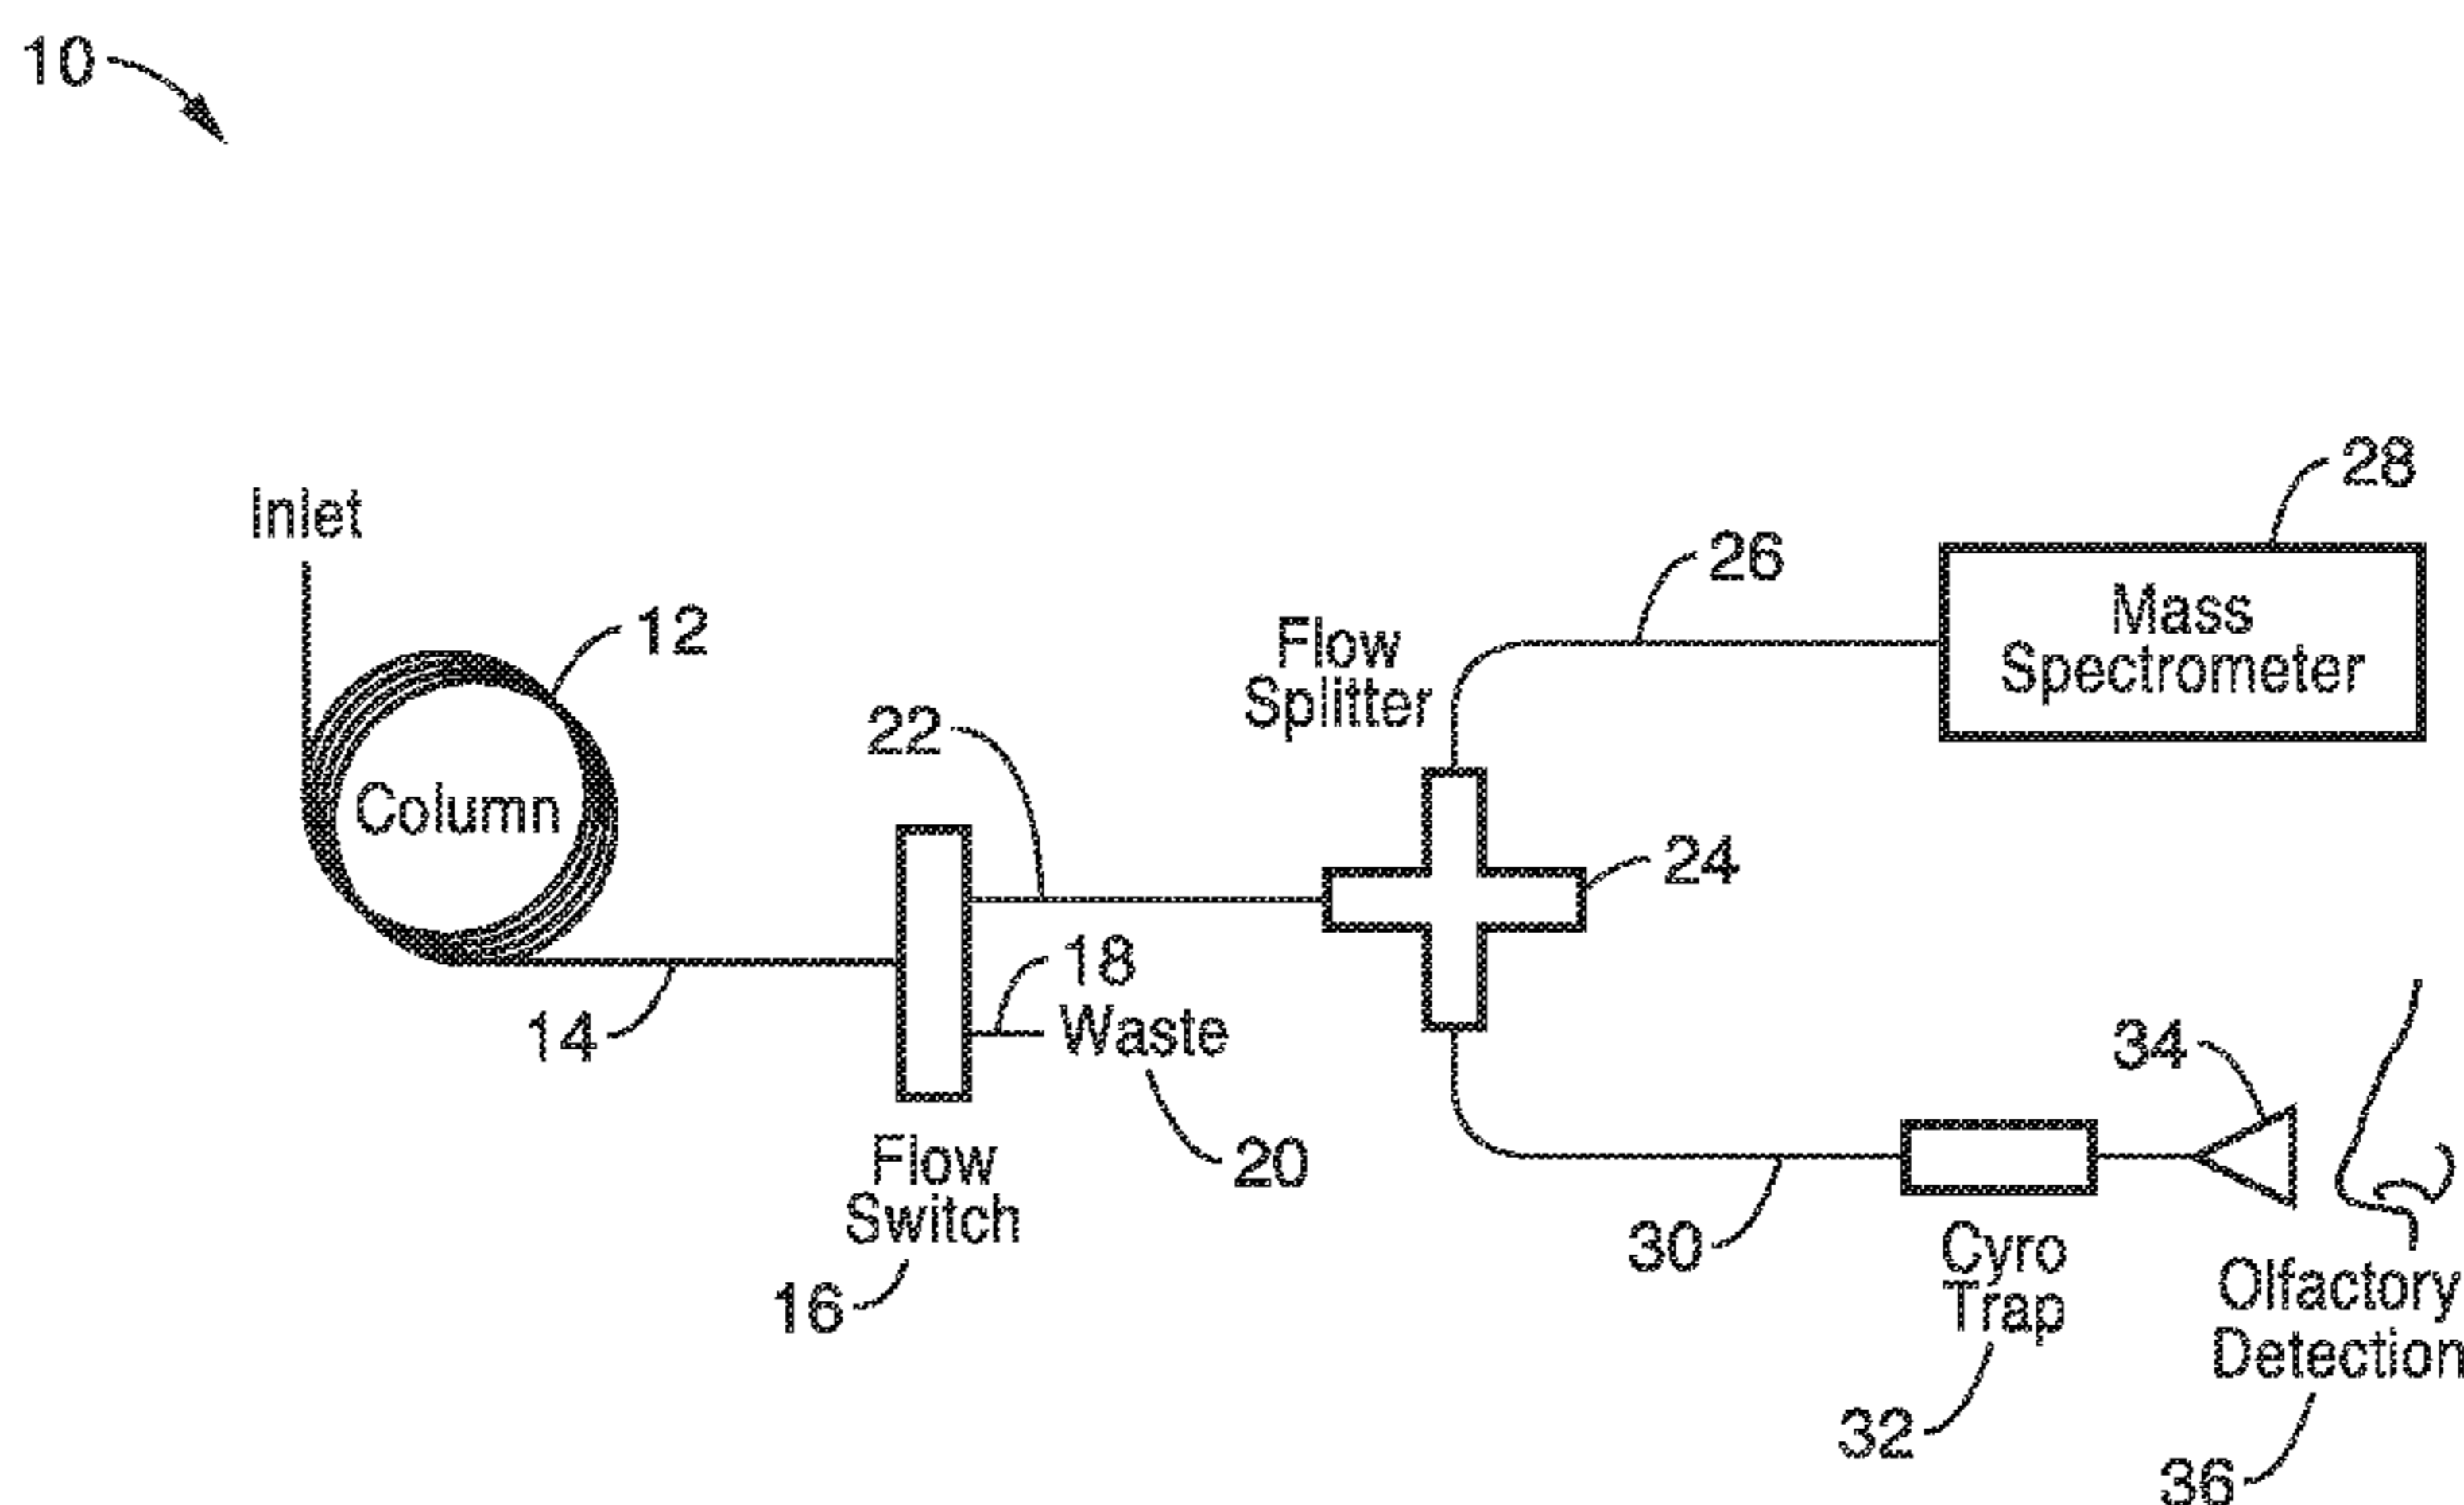 10
Inlet
12
Column
14
Flow
Switch
16
18
Waste
20
22
Flow
Splitter
24
26
28
Mass
Spectrometer
30
Cyro
Trap
32
34
Olfactory
Detection
36